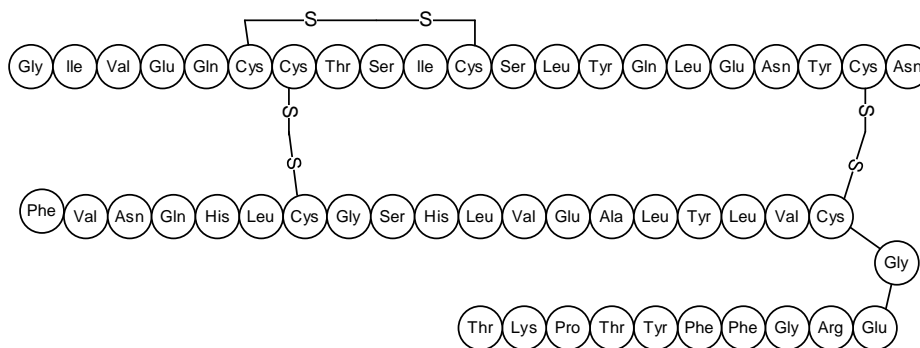 S S
Gly Ile Val Glu Gln Cys Cys Thr Ser Ile Cys Ser Leu Tyr Gln Leu Glu Asn Tyr Cys Asn
S S
S S
Phe Val Asn Gln His Leu Cys Gly Ser His Leu Val Glu Ala Leu Tyr Leu Val Cys
Gly
Thr Lys Pro Thr Tyr Phe Phe Gly Arg Glu